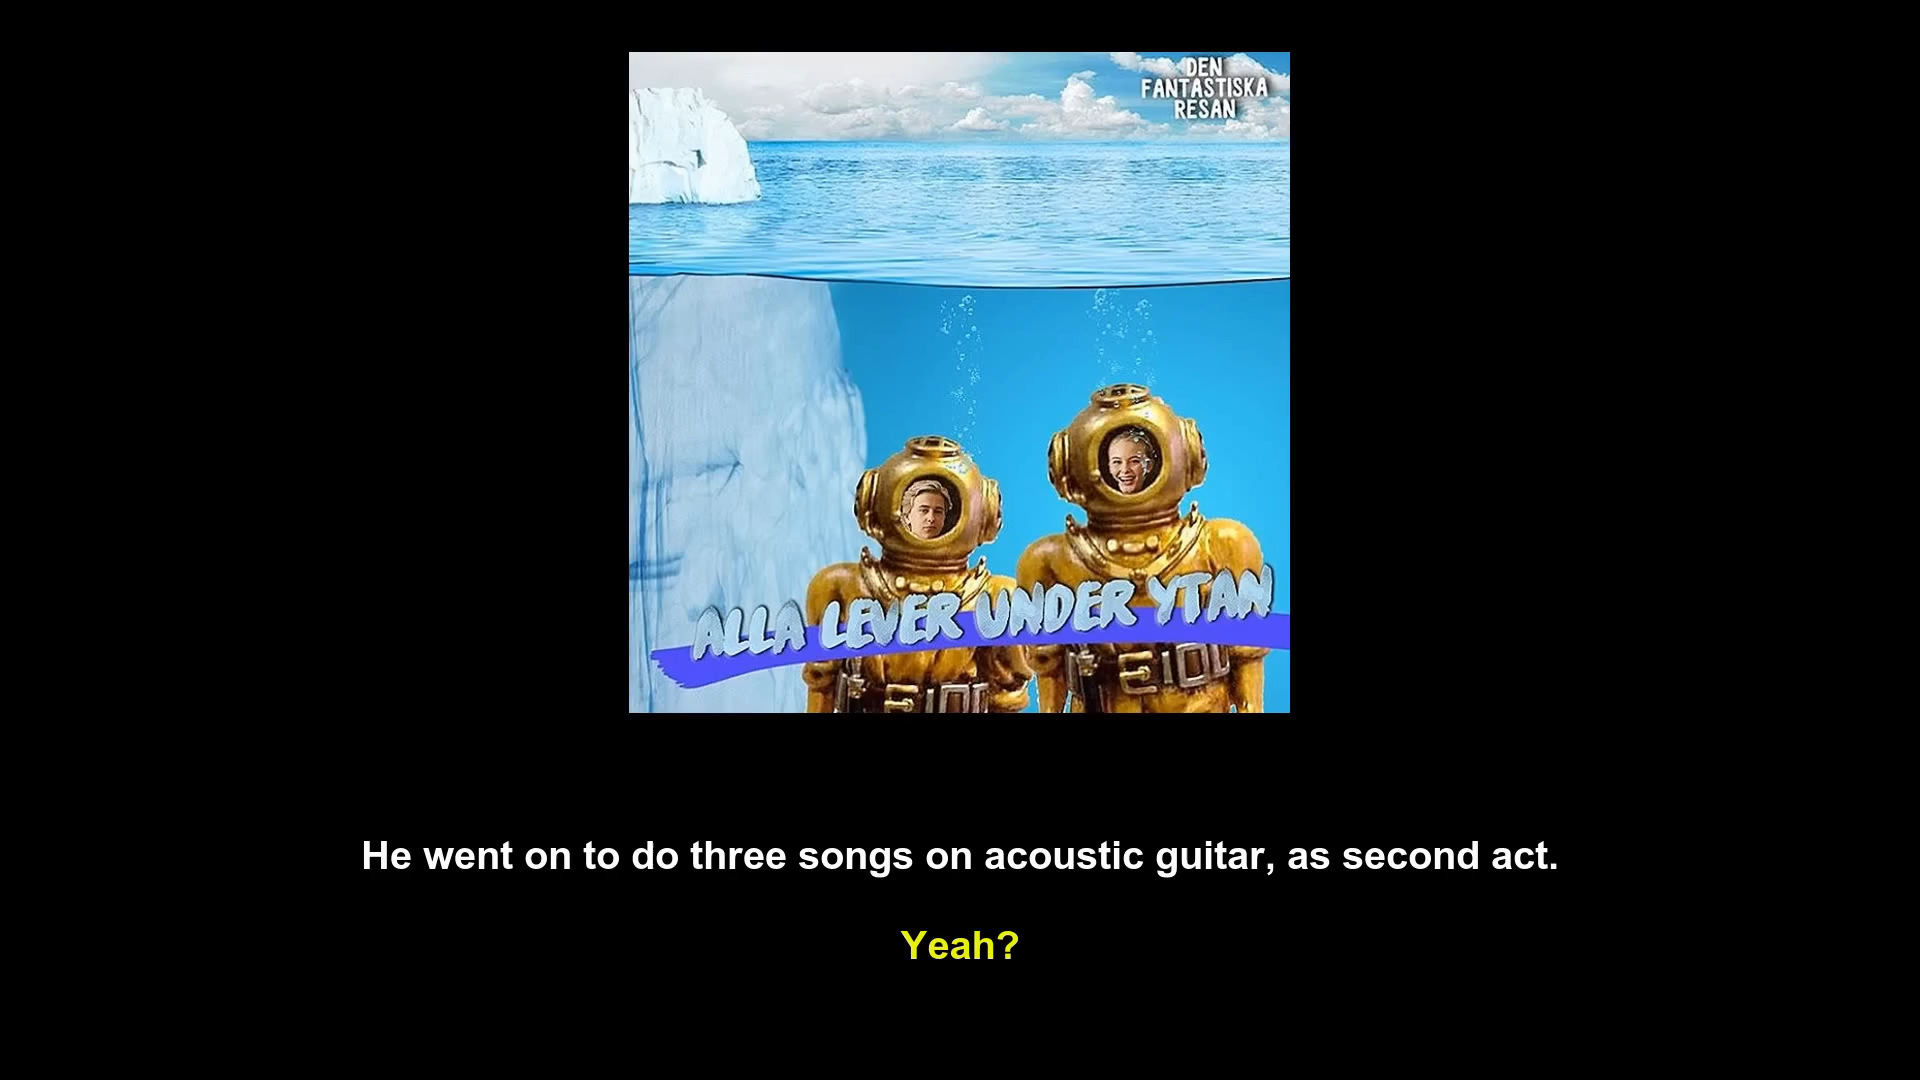 DEN
FANTASTISKA
RESAN
ALLA LEVER UNDER YTAN
He went on to do three songs on acoustic guitar, as second act.
Yeah?